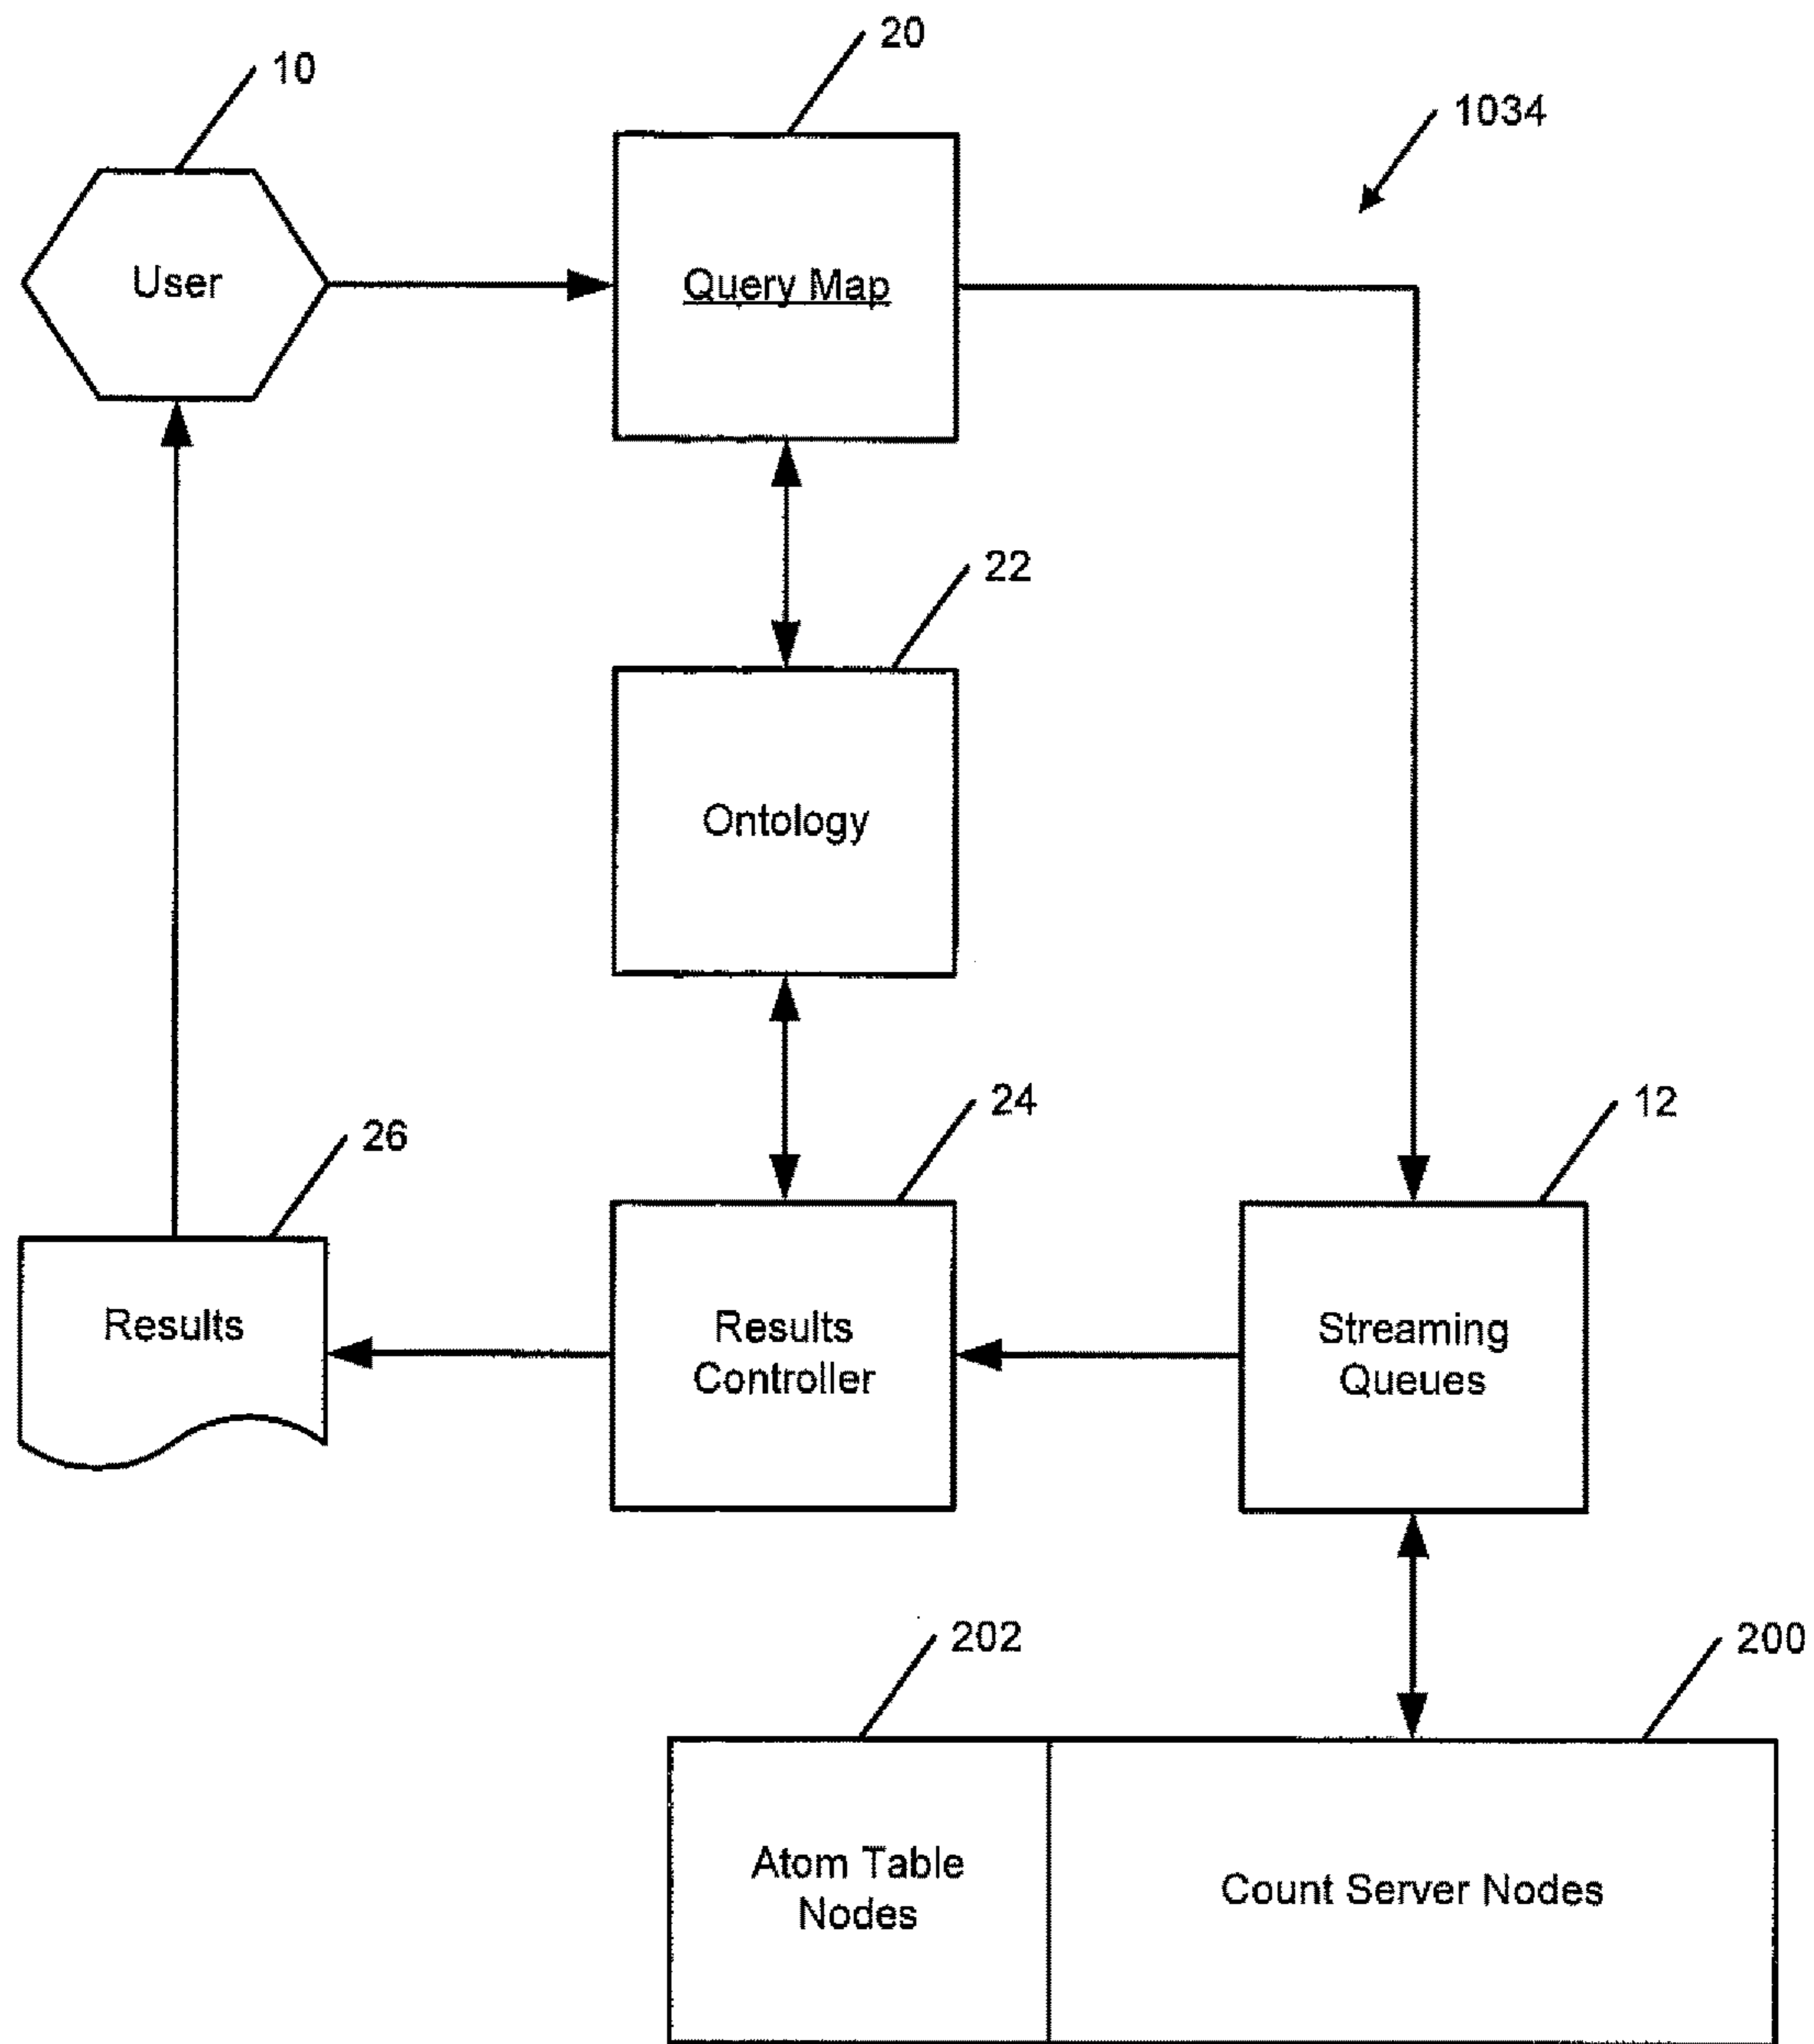 20
10
1034
User
Query Map
22
Ontology
24
12
26
Results
Results
Controller
Streaming
Queues
202
200
Atom Table
Nodes
Count Server Nodes